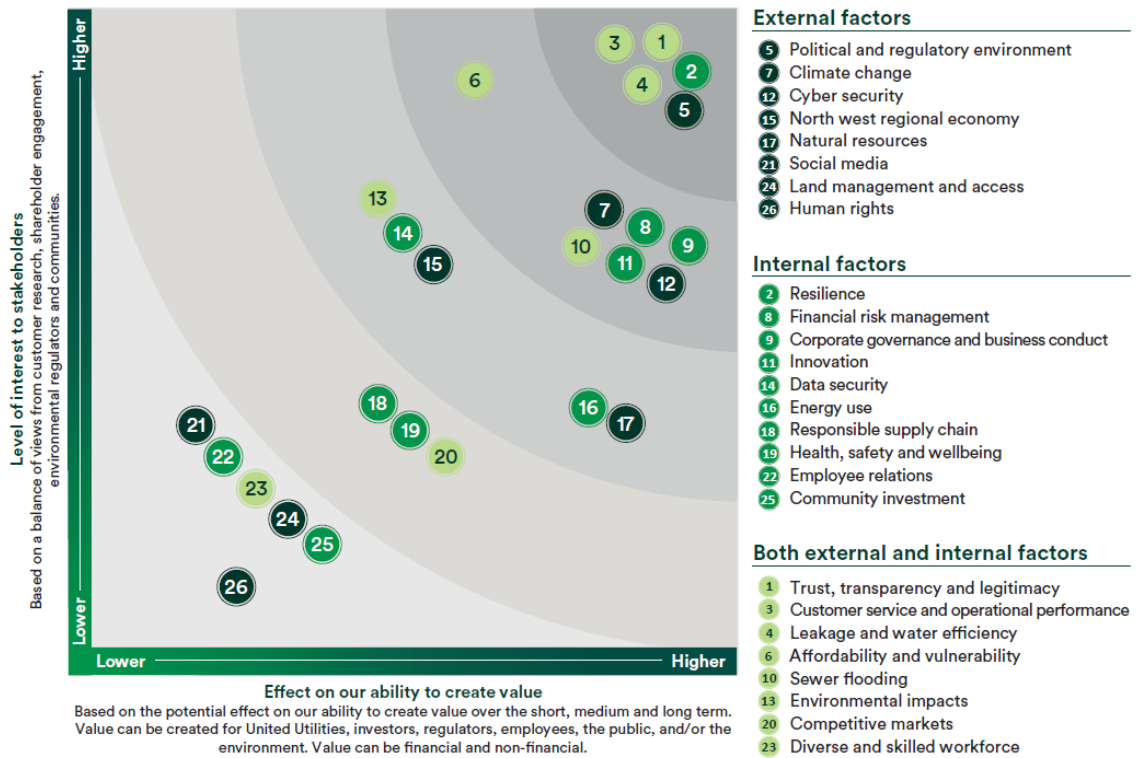 Higher
Lower
Level of interest to stakeholders
Based on a balance of views from customer research, shareholder engagement,
environmental regulators and communities.
1
2
3
4
5
6
7
8
9
10
11
12
13
14
15
16
17
18
19
20
21
22
23
24
25
26
Lower
Higher
Effect on our ability to create value
Based on the potential effect on our ability to create value over the short, medium and long term.
Value can be created for United Utilities, investors, regulators, employees, the public, and/or the
environment. Value can be financial and non-financial.
External factors
5 Political and regulatory environment
7 Climate change
12 Cyber security
15 North west regional economy
17 Natural resources
21 Social media
24 Land management and access
26 Human rights
Internal factors
2 Resilience
8 Financial risk management
9 Corporate governance and business conduct
11 Innovation
14 Data security
16 Energy use
18 Responsible supply chain
19 Health, safety and wellbeing
22 Employee relations
25 Community investment
Both external and internal factors
1 Trust, transparency and legitimacy
3 Customer service and operational performance
4 Leakage and water efficiency
6 Affordability and vulnerability
10 Sewer flooding
13 Environmental impacts
20 Competitive markets
23 Diverse and skilled workforce